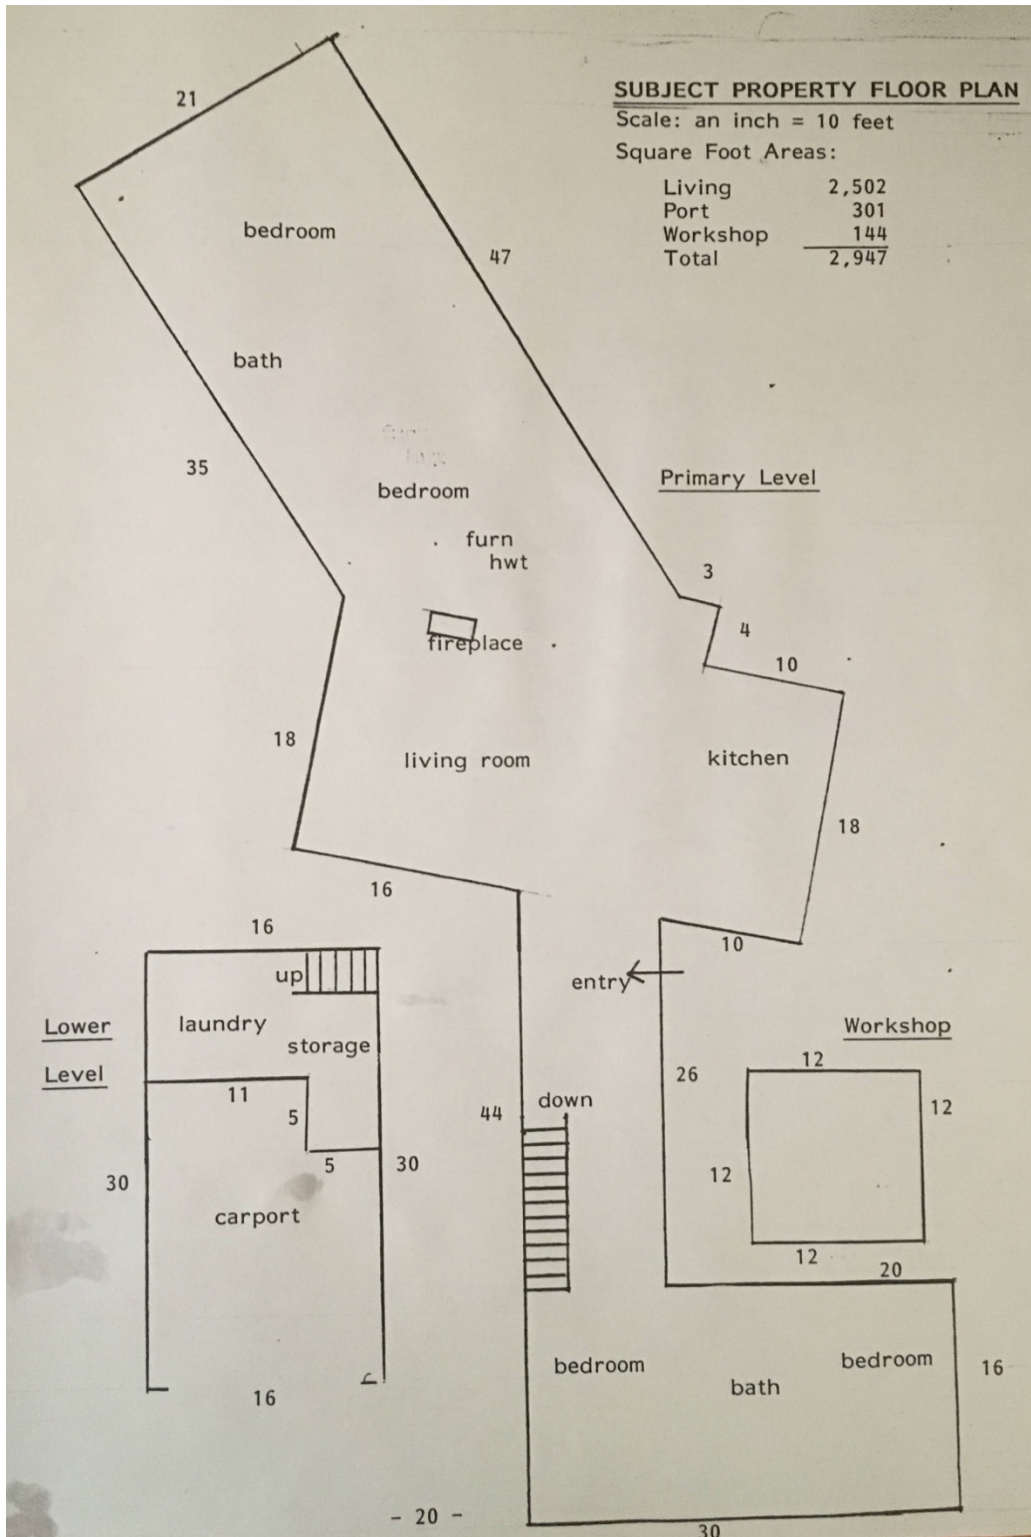 SUBJECT PROPERTY FLOOR PLAN
Scale: an inch = 10 feet
Square Foot Areas:
Living 2,502
Port 301
Workshop 144
Total 2,947
21
bedroom
47
bath
35
bedroom
Primary Level
furn
hwt
3
4
fireplace
10
18
living room
kitchen
18
16
10
entry
26
44
down
20
bedroom
bath
bedroom
16
30
Lower
Level
16
up
laundry
storage
11
5
5
30
30
carport
16
Workshop
12
12
12
12
- 20 -